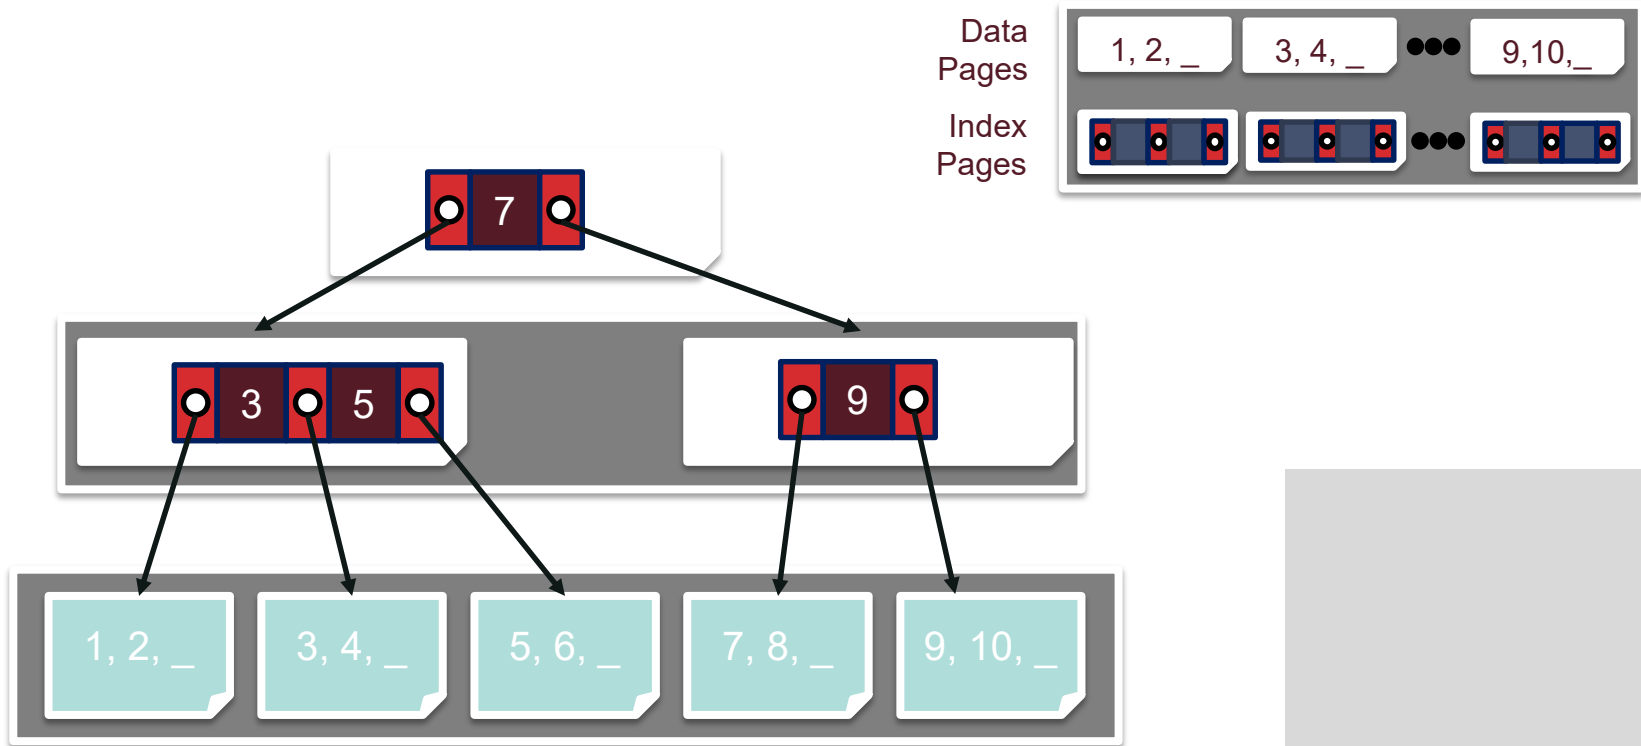 Data
Pages
1, 2, _
3, 4, _
9,10,_
Index
Pages
7
3
5
9
1, 2, _
3, 4, _
5, 6, _
7, 8, _
9, 10, _